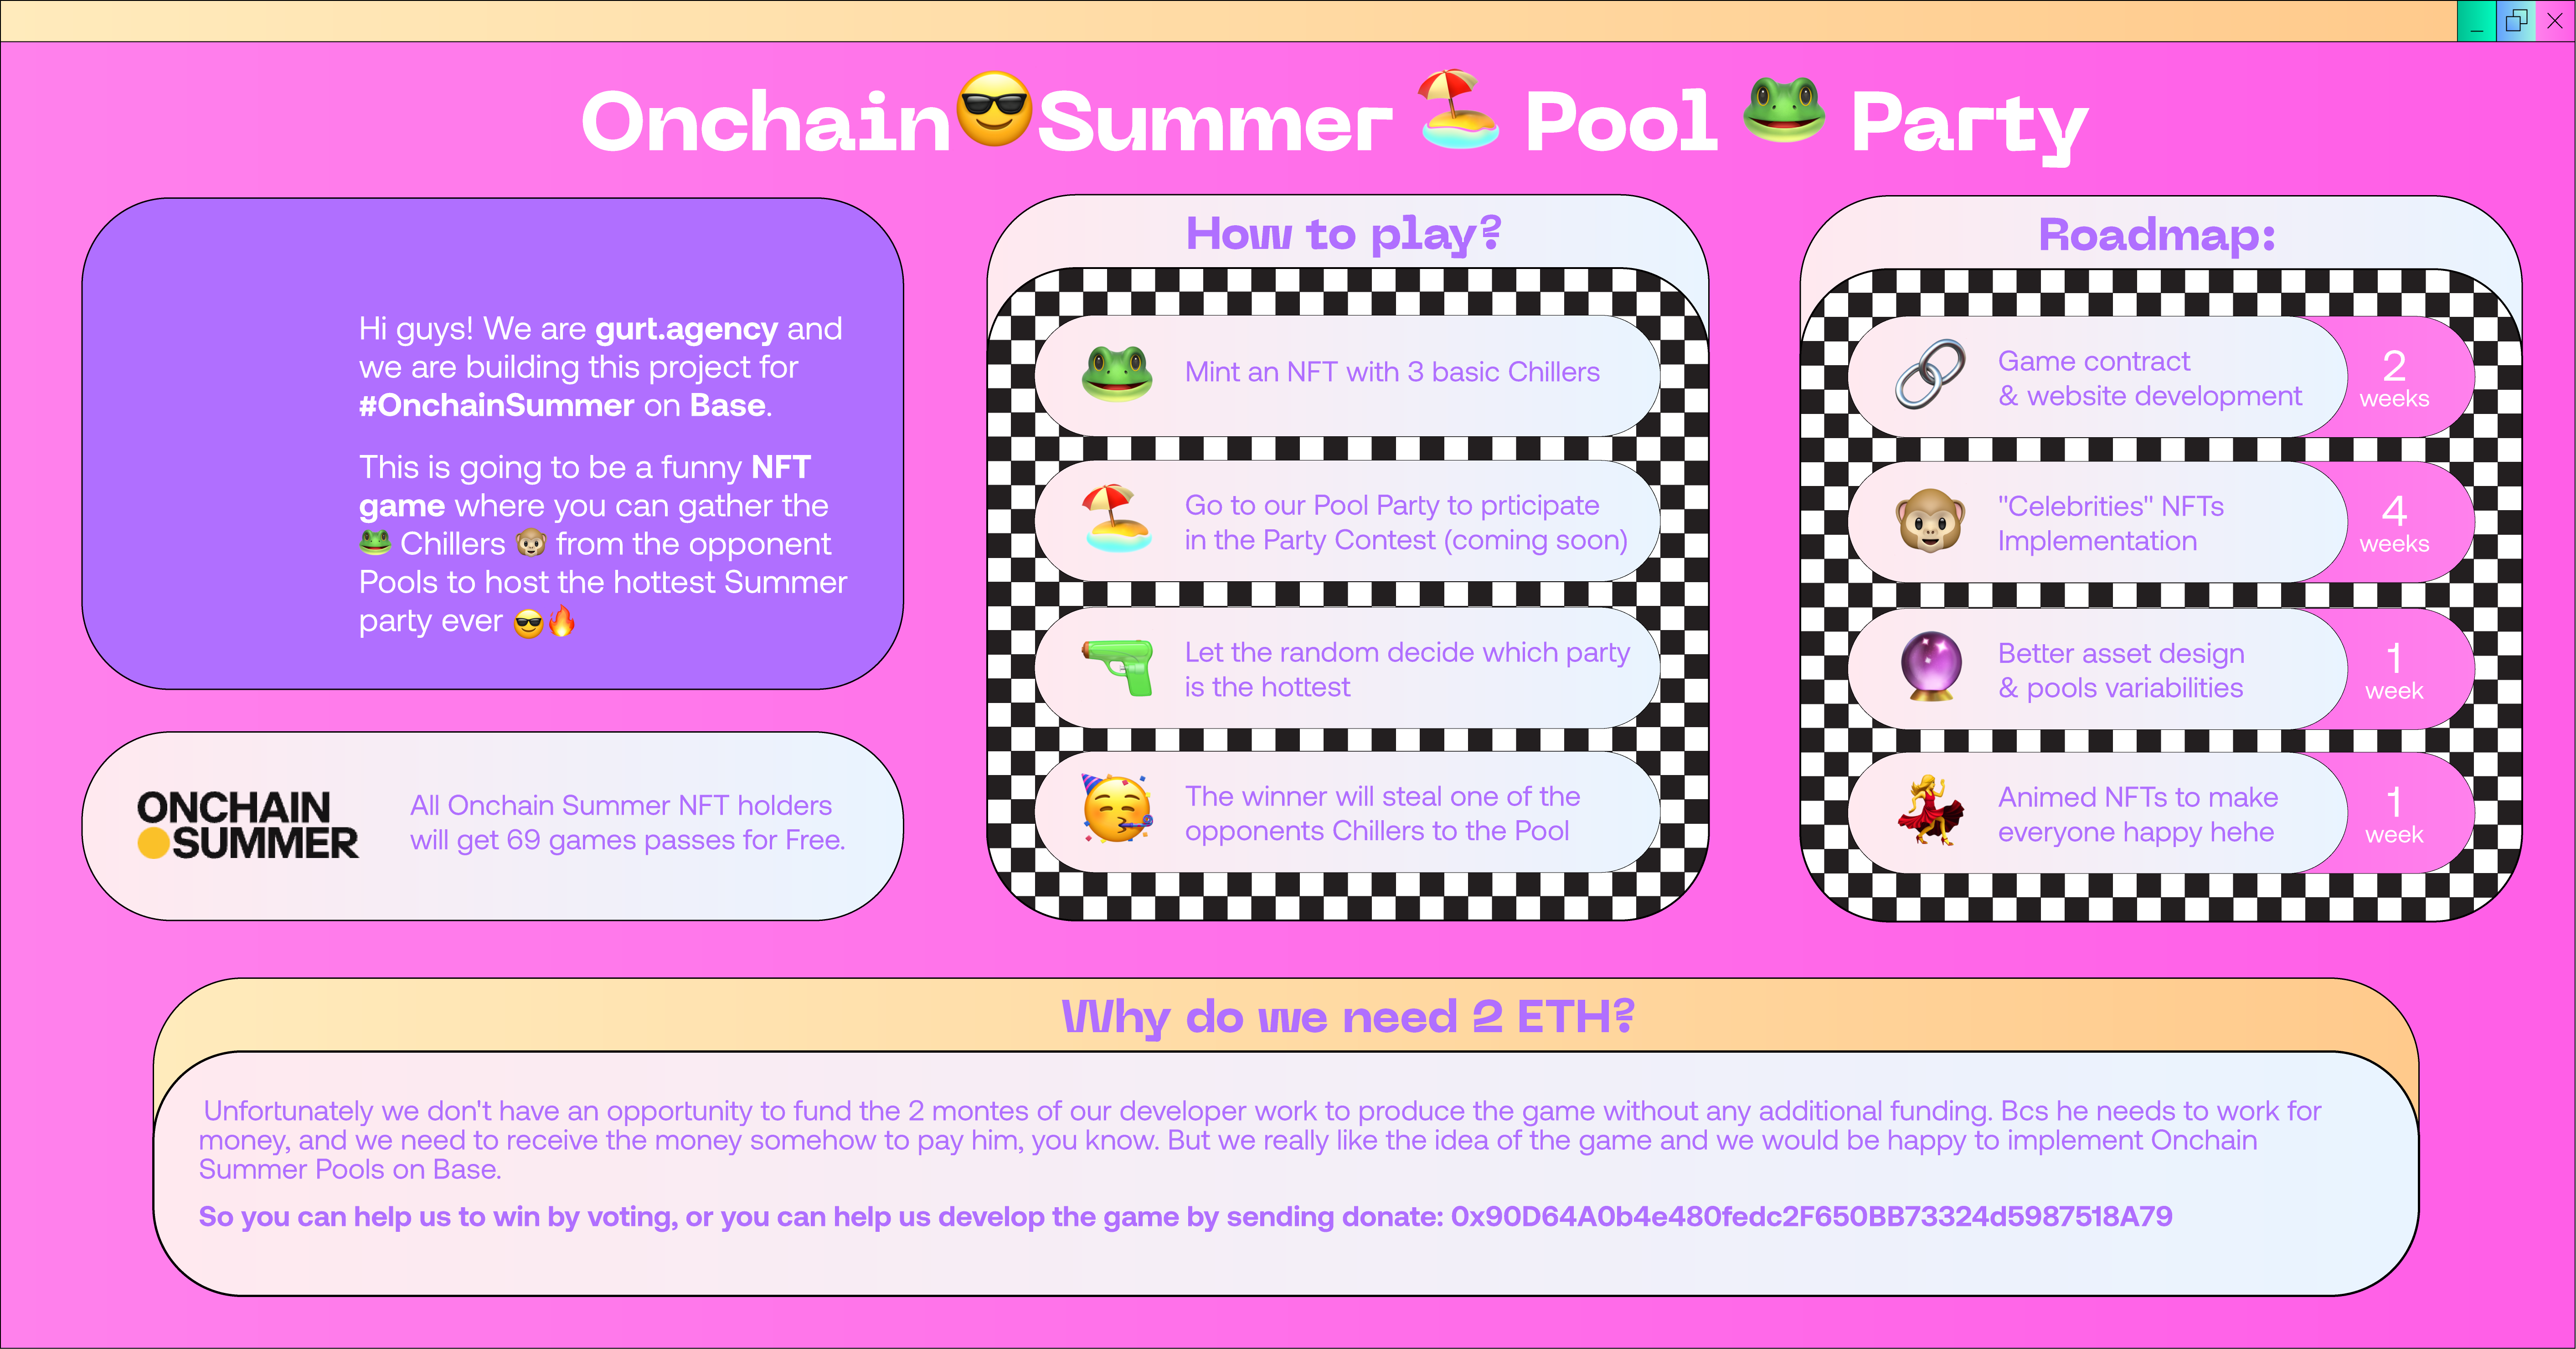 Onchain😎Summer 🏖️ Pool 🐸 Party
Hi guys! We are gurt.agency and
we are building this project for
#OnchainSummer on Base.
This is going to be a funny NFT
game where you can gather the
🐸 Chillers 🐵 from the opponent
Pools to host the hottest Summer
party ever 😎🔥
ONCHAIN
SUMMER
All Onchain Summer NFT holders
will get 69 games passes for Free.
How to play?
Mint an NFT with 3 basic Chillers
Go to our Pool Party to prticipate
in the Party Contest (coming soon)
Let the random decide which party
is the hottest
The winner will steal one of the
opponents Chillers to the Pool
Roadmap:
Game contract
& website development
2
weeks
"Celebrities" NFTs
Implementation
4
weeks
Better asset design
& pools variabilities
1
week
Animed NFTs to make
everyone happy hehe
1
week
Why do we need 2 ETH?
Unfortunately we don't have an opportunity to fund the 2 montes of our developer work to produce the game without any additional funding. Bcs he needs to work for
money, and we need to receive the money somehow to pay him, you know. But we really like the idea of the game and we would be happy to implement Onchain
Summer Pools on Base.
So you can help us to win by voting, or you can help us develop the game by sending donate: 0x90D64A0b4e480fedc2F650BB73324d5987518A79